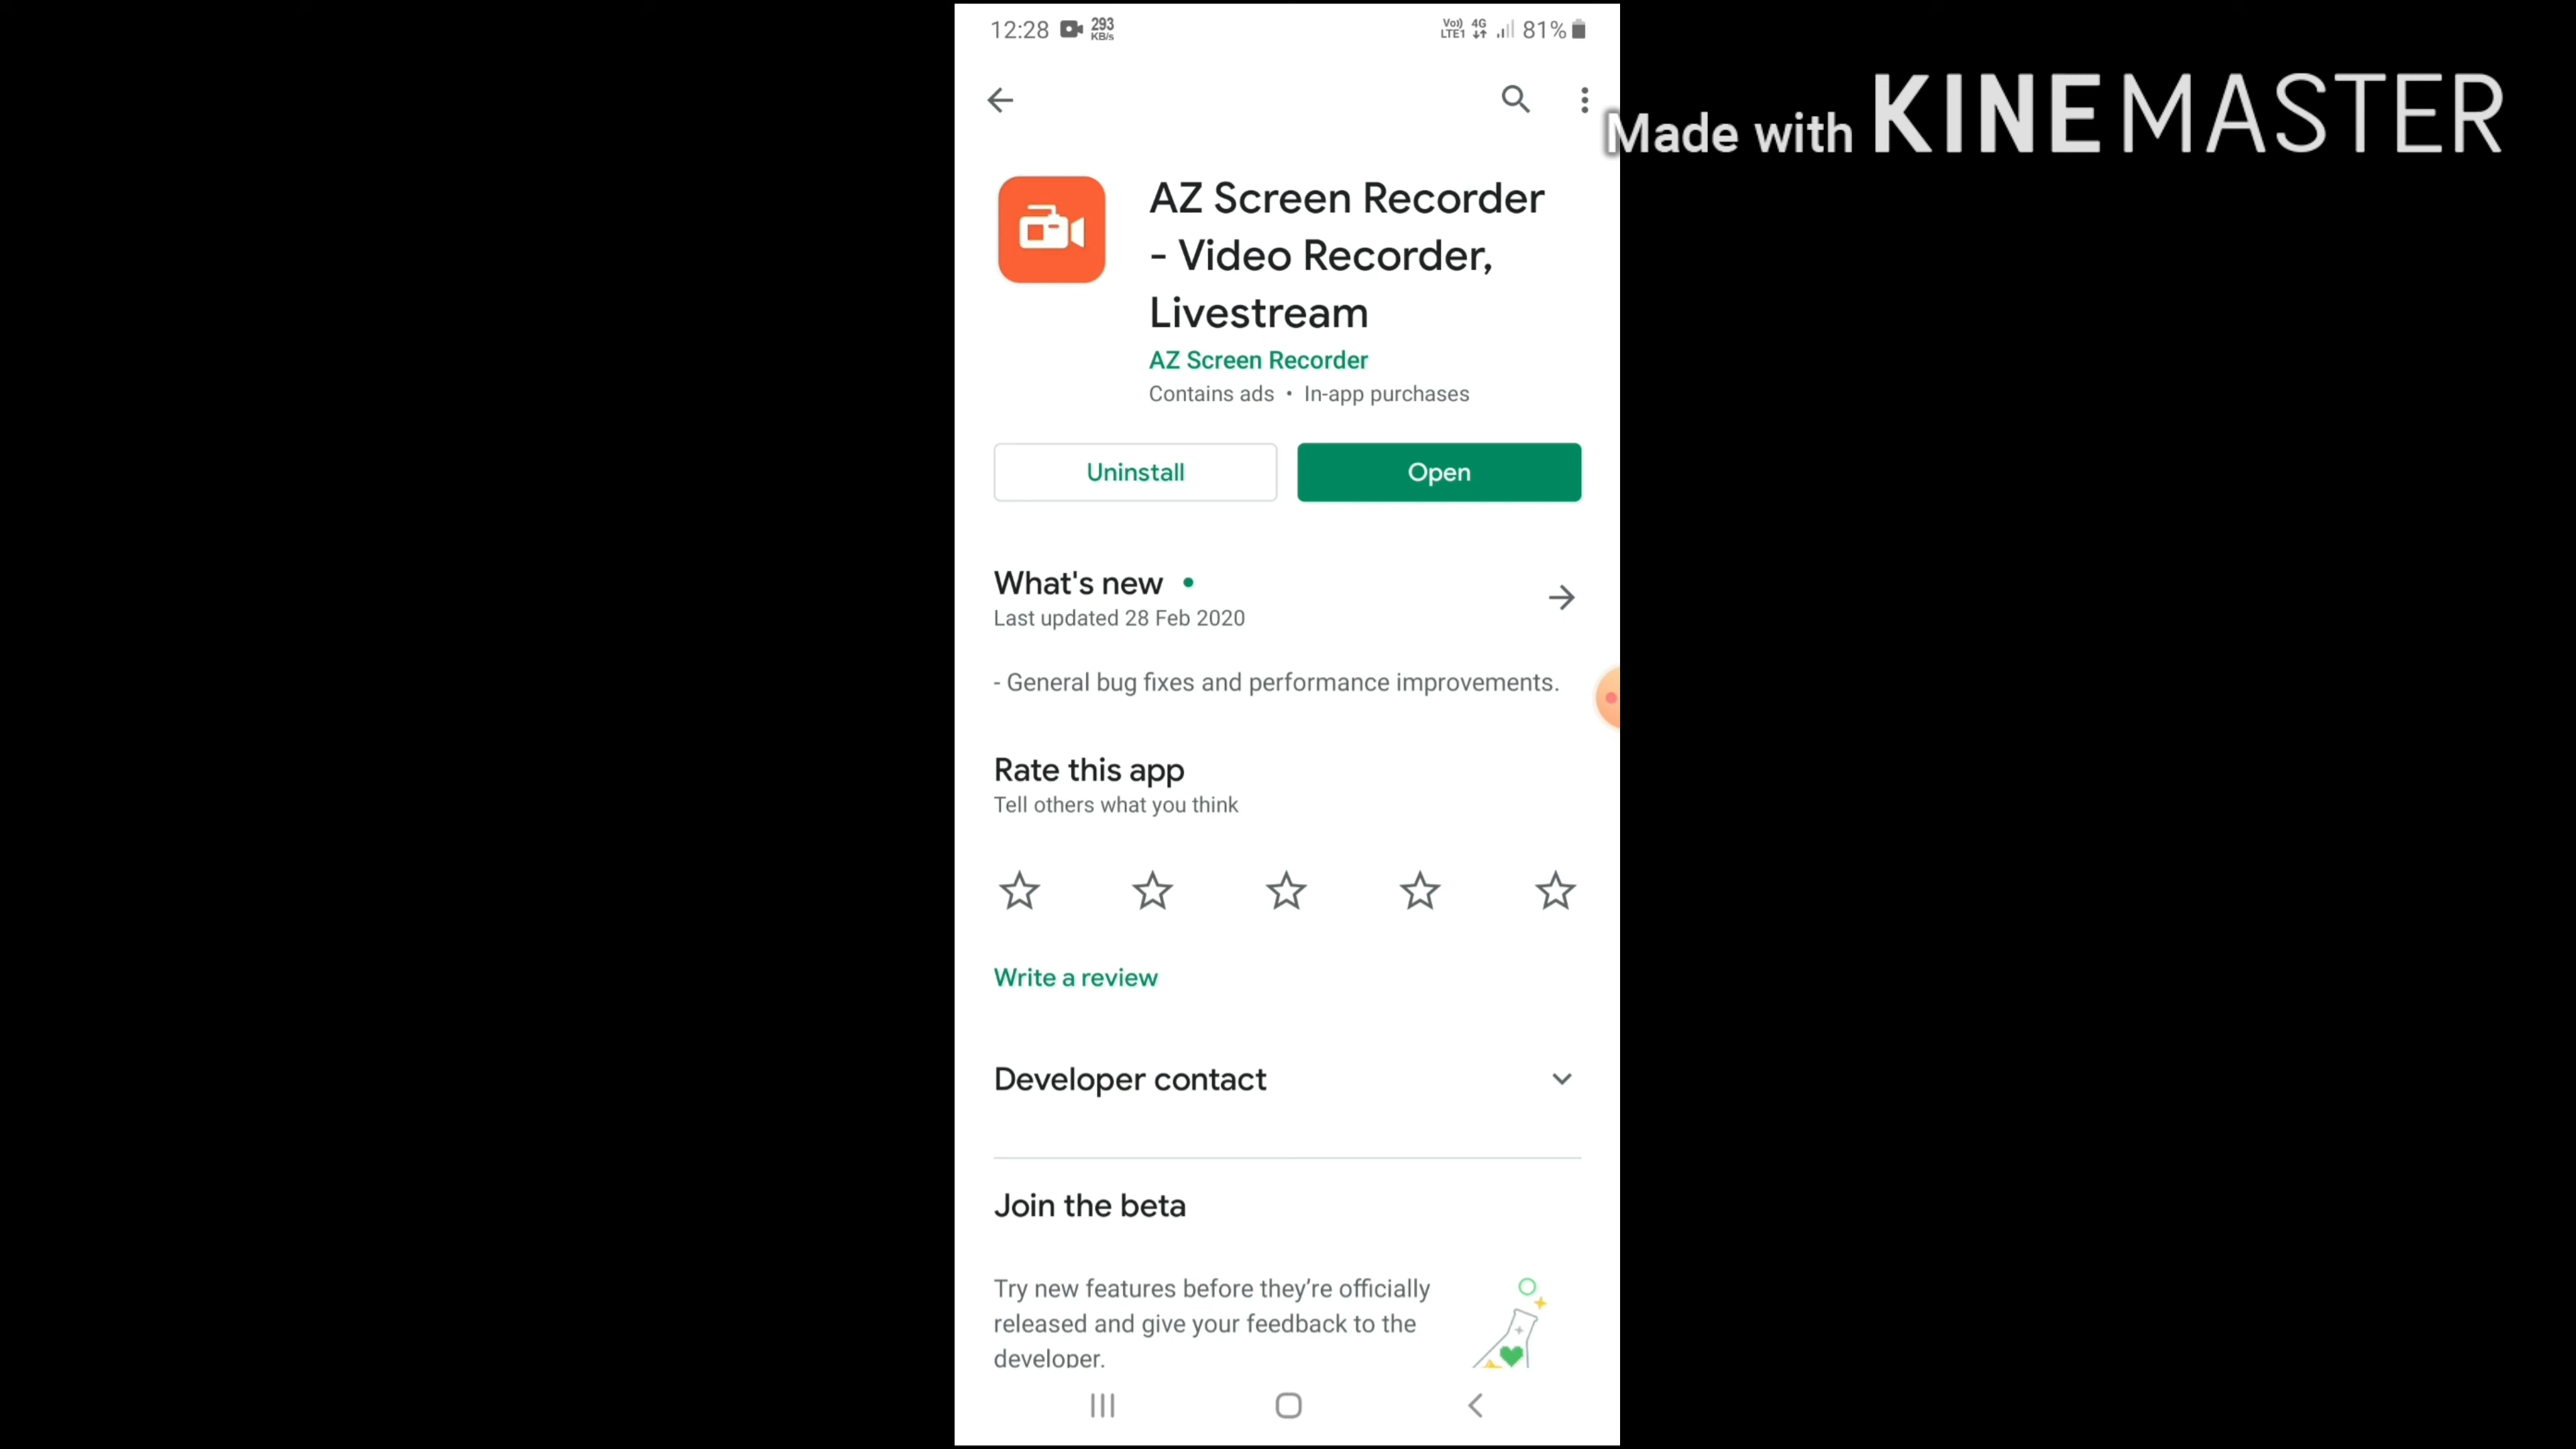 12:28 293 KB/s Vo)) LTE1 4G 81%
Made with KINEMASTER
AZ Screen Recorder
- Video Recorder,
Livestream
AZ Screen Recorder
Contains ads • In-app purchases
Uninstall Open
What's new •
Last updated 28 Feb 2020
- General bug fixes and performance improvements.
Rate this app
Tell others what you think
Write a review
Developer contact
Join the beta
Try new features before they're officially
released and give your feedback to the
developer.